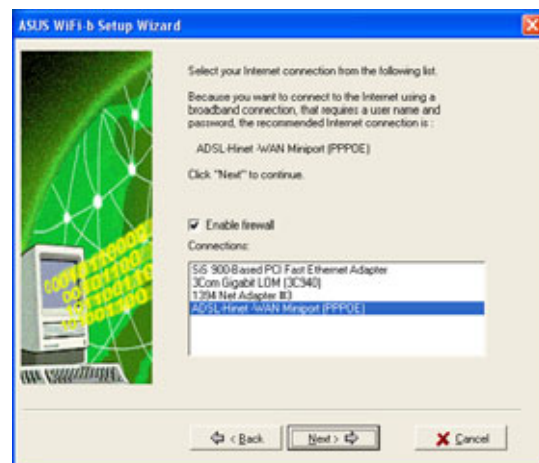 ASUS WiFi-b Setup Wizard
Select your Internet connection from the following list.
Because you want to connect to the Internet using a
broadband connection, that requires a user name and
password, the recommended Internet connection is :
ADSL-Hinet -WAN Miniport (PPPOE)
Click "Next" to continue.
Enable firewall
Connections:
SiS 900-Based PCI Fast Ethernet Adapter
3Com Gigabit LOM (3C940)
1394 Net Adapter #3
ADSL-Hinet -WAN Miniport (PPPOE)
< Back
Next >
Cancel